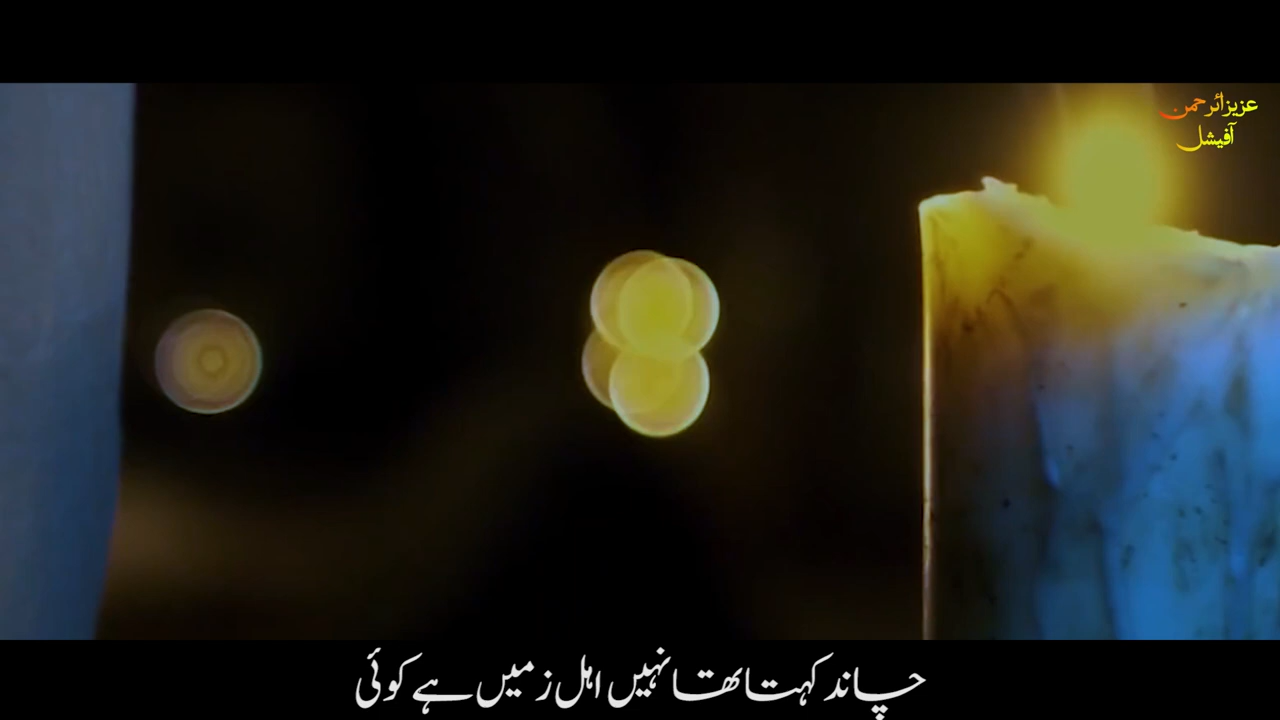 عزیزالرحمن
آفیشل
چاند کہتا تھا نہیں اہل زمیں ہے کوئی